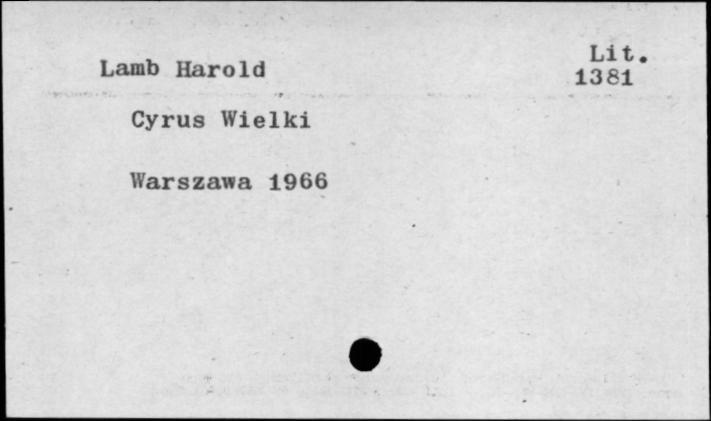 Lit.
Lamb Harold
1381
Cyrus Wielki
Warszawa 1966